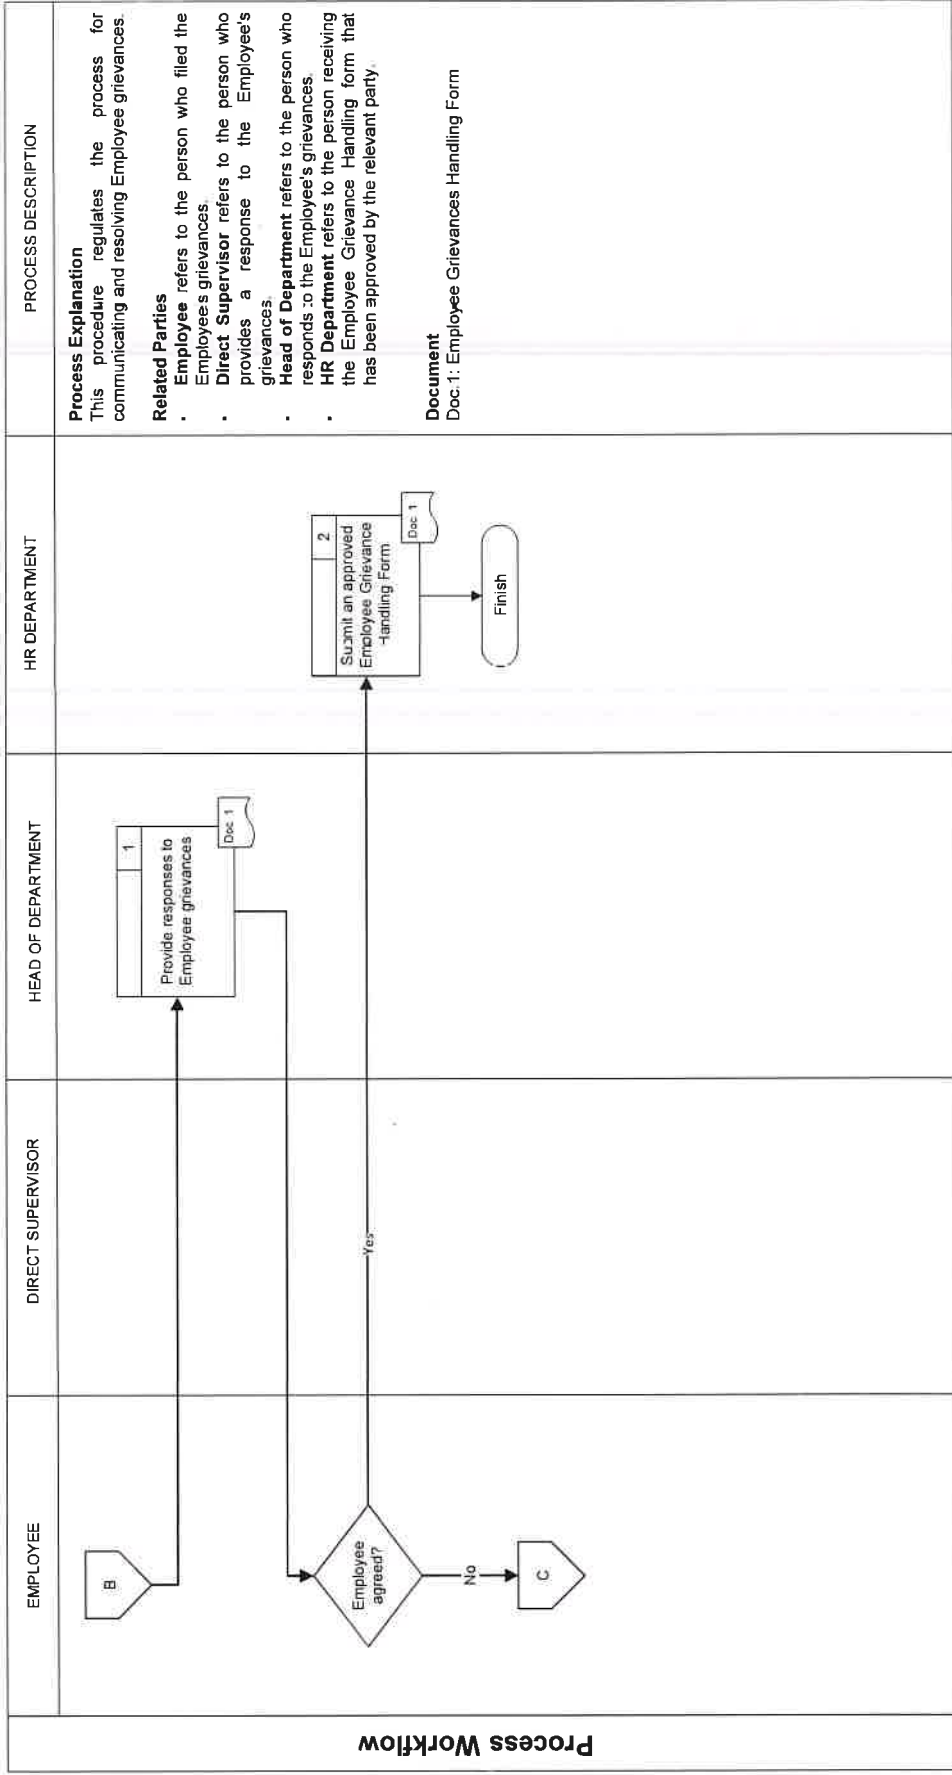 Process Workflow
EMPLOYEE
DIRECT SUPERVISOR
HEAD OF DEPARTMENT
HR DEPARTMENT
PROCESS DESCRIPTION
B
1
Provide responses to
Employee grievances
Doc 1
Employee
agreed?
Yes
No
C
2
Submit an approved
Employee Grievance
Handling Form
Doc 1
Finish
Process Explanation
This procedure regulates the process for
communicating and resolving Employee grievances.
Related Parties
• Employee refers to the person who filed the
Employees grievances.
• Direct Supervisor refers to the person who
provides a response to the Employee's
grievances.
• Head of Department refers to the person who
responds to the Employee's grievances.
• HR Department refers to the person receiving
the Employee Grievance Handling form that
has been approved by the relevant party.
Document
Doc.1: Employee Grievances Handling Form